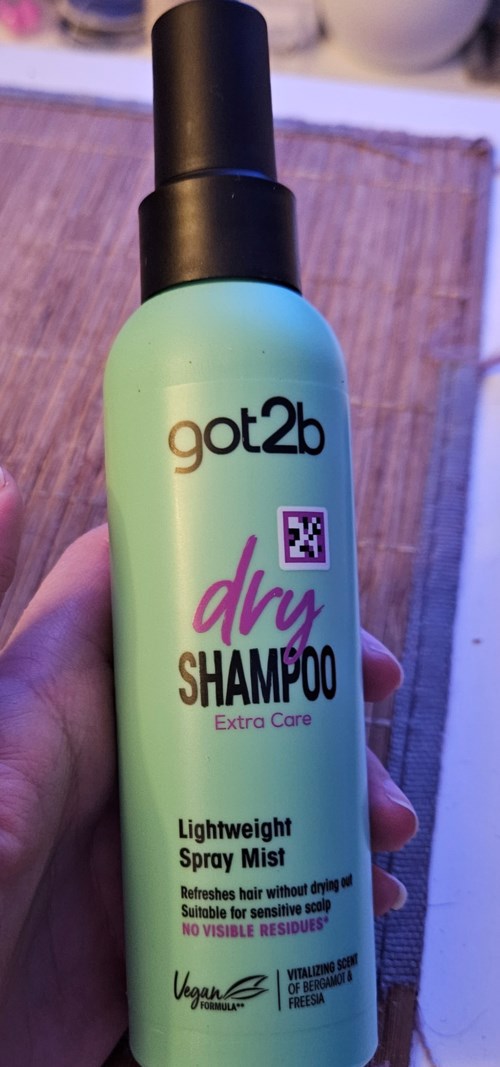 got2b
dry
SHAMPOO
Extra Care
Lightweight
Spray Mist
Refreshes hair without drying out
Suitable for sensitive scalp
NO VISIBLE RESIDUES*
Vegan
FORMULA**
VITALIZING SCENT
OF BERGAMOT &
FREESIA